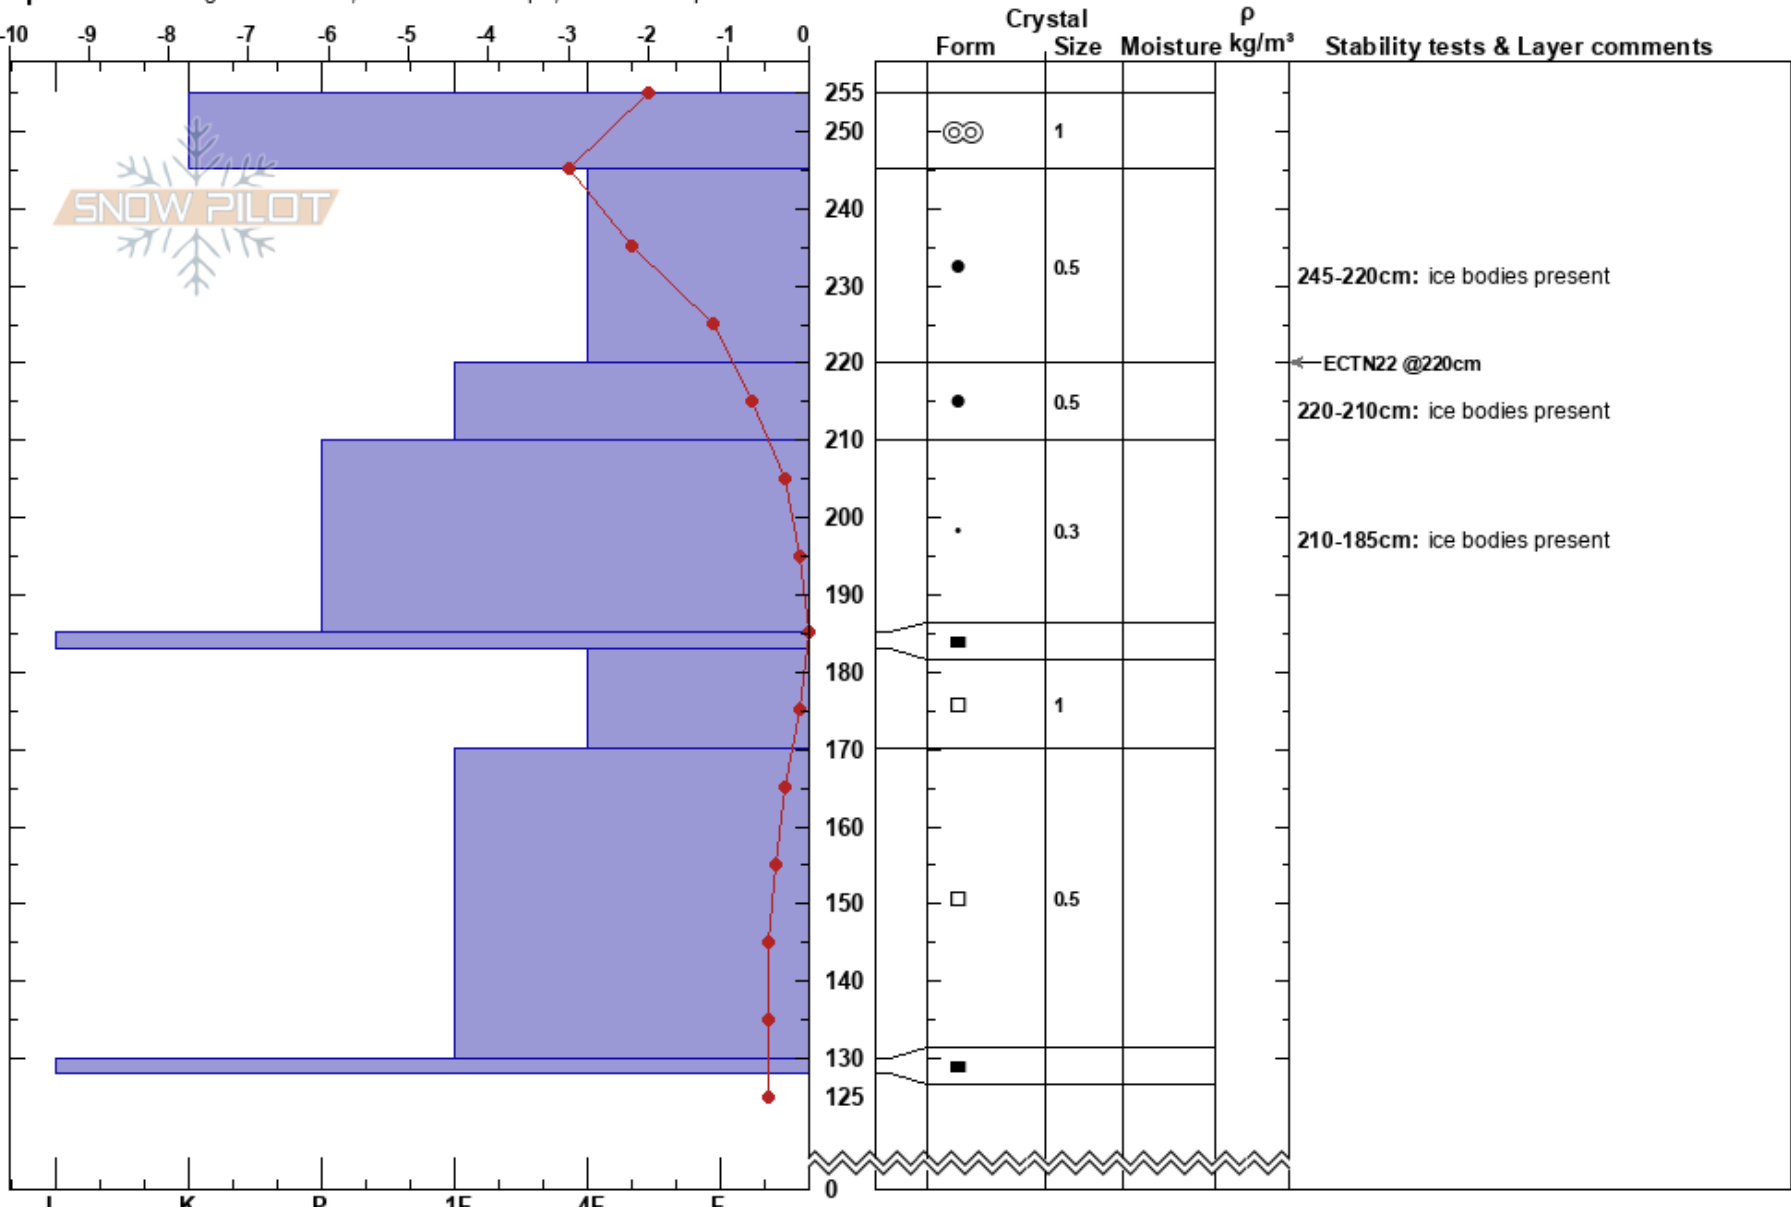 Crystal ρ
-10 -9 -8 -7 -6 -5 -4 -3 -2 -1 0 Form Size Moisture kg/m³ Stability tests & Layer comments
255
250 1
SNOW PILOT 240
0.5
230 245-220cm: ice bodies present
220 ECTN22 @220cm
0.5 220-210cm: ice bodies present
210
200
0.3 210-185cm: ice bodies present
190
180
1
170
160
150 0.5
140
130
125
0
I K P 1F 4F F